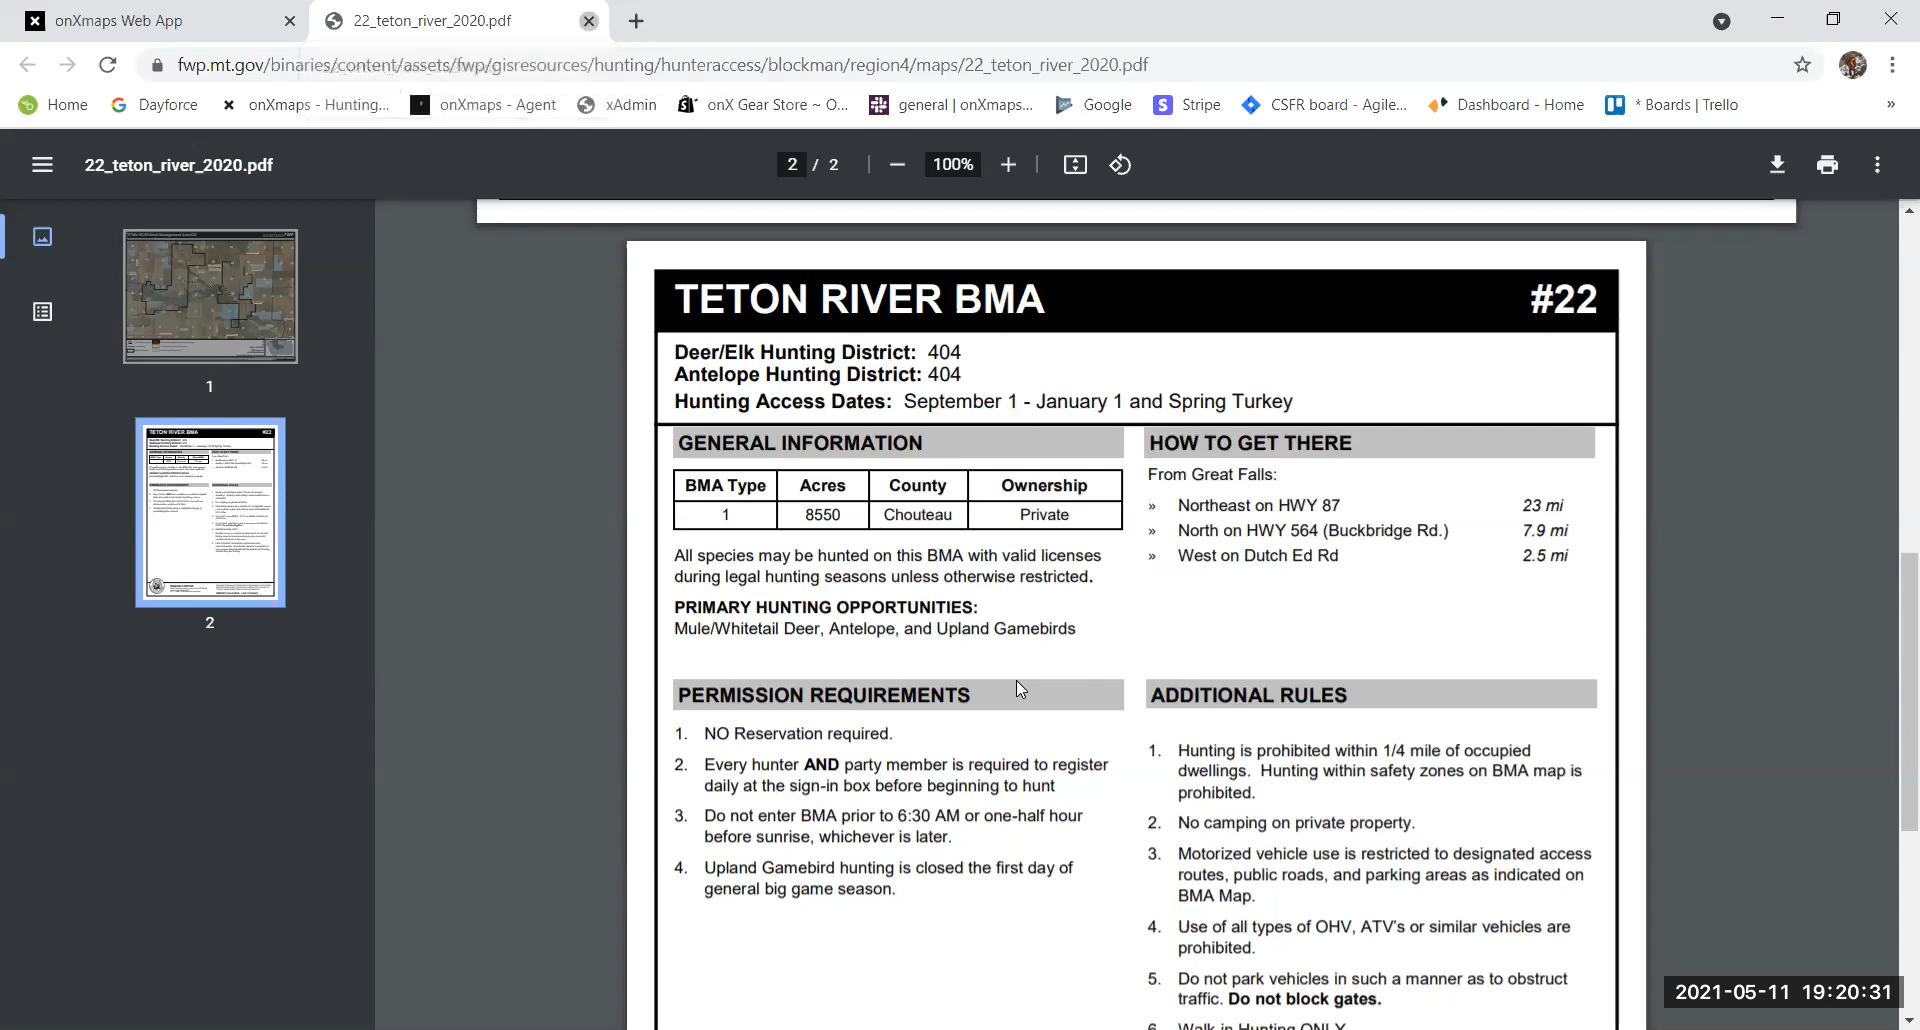 onXmaps Web App
22_teton_river_2020.pdf
fwp.mt.gov/binaries/content/assets/fwp/gisresources/hunting/hunteraccess/blockman/region4/maps/22_teton_river_2020.pdf
Home Dayforce onXmaps - Hunting... onXmaps - Agent xAdmin onX Gear Store ~ O... general | onXmaps... Google Stripe CSFR board - Agile... Dashboard - Home * Boards | Trello »
22_teton_river_2020.pdf 2 / 2 100%
1
TETON RIVER BMA #22
2
TETON RIVER BMA #22
Deer/Elk Hunting District: 404
Antelope Hunting District: 404
Hunting Access Dates: September 1 - January 1 and Spring Turkey
GENERAL INFORMATION
BMA Type Acres County Ownership
1 8550 Chouteau Private
All species may be hunted on this BMA with valid licenses
during legal hunting seasons unless otherwise restricted.
PRIMARY HUNTING OPPORTUNITIES:
Mule/Whitetail Deer, Antelope, and Upland Gamebirds
HOW TO GET THERE
From Great Falls:
» Northeast on HWY 87 23 mi
» North on HWY 564 (Buckbridge Rd.) 7.9 mi
» West on Dutch Ed Rd 2.5 mi
PERMISSION REQUIREMENTS
1. NO Reservation required.
2. Every hunter AND party member is required to register
daily at the sign-in box before beginning to hunt
3. Do not enter BMA prior to 6:30 AM or one-half hour
before sunrise, whichever is later.
4. Upland Gamebird hunting is closed the first day of
general big game season.
ADDITIONAL RULES
1. Hunting is prohibited within 1/4 mile of occupied
dwellings. Hunting within safety zones on BMA map is
prohibited.
2. No camping on private property.
3. Motorized vehicle use is restricted to designated access
routes, public roads, and parking areas as indicated on
BMA Map.
4. Use of all types of OHV, ATV's or similar vehicles are
prohibited.
5. Do not park vehicles in such a manner as to obstruct
traffic. Do not block gates.
6. Walk-in Hunting ONLY
2021-05-11 19:20:31